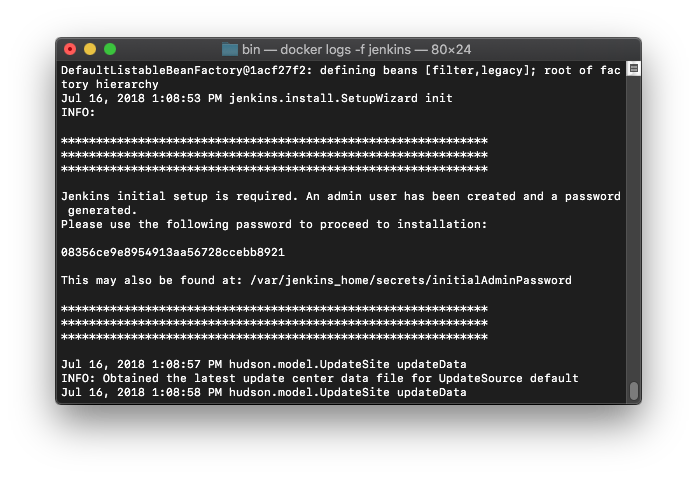 bin — docker logs -f jenkins — 80×24
DefaultListableBeanFactory@1acf27f2: defining beans [filter,legacy]; root of fac
tory hierarchy
Jul 16, 2018 1:08:53 PM jenkins.install.SetupWizard init
INFO:

*************************************************************
*************************************************************
*************************************************************

Jenkins initial setup is required. An admin user has been created and a password
 generated.
Please use the following password to proceed to installation:

08356ce9e8954913aa56728ccebb8921

This may also be found at: /var/jenkins_home/secrets/initialAdminPassword

*************************************************************
*************************************************************
*************************************************************

Jul 16, 2018 1:08:57 PM hudson.model.UpdateSite updateData
INFO: Obtained the latest update center data file for UpdateSource default
Jul 16, 2018 1:08:58 PM hudson.model.UpdateSite updateData